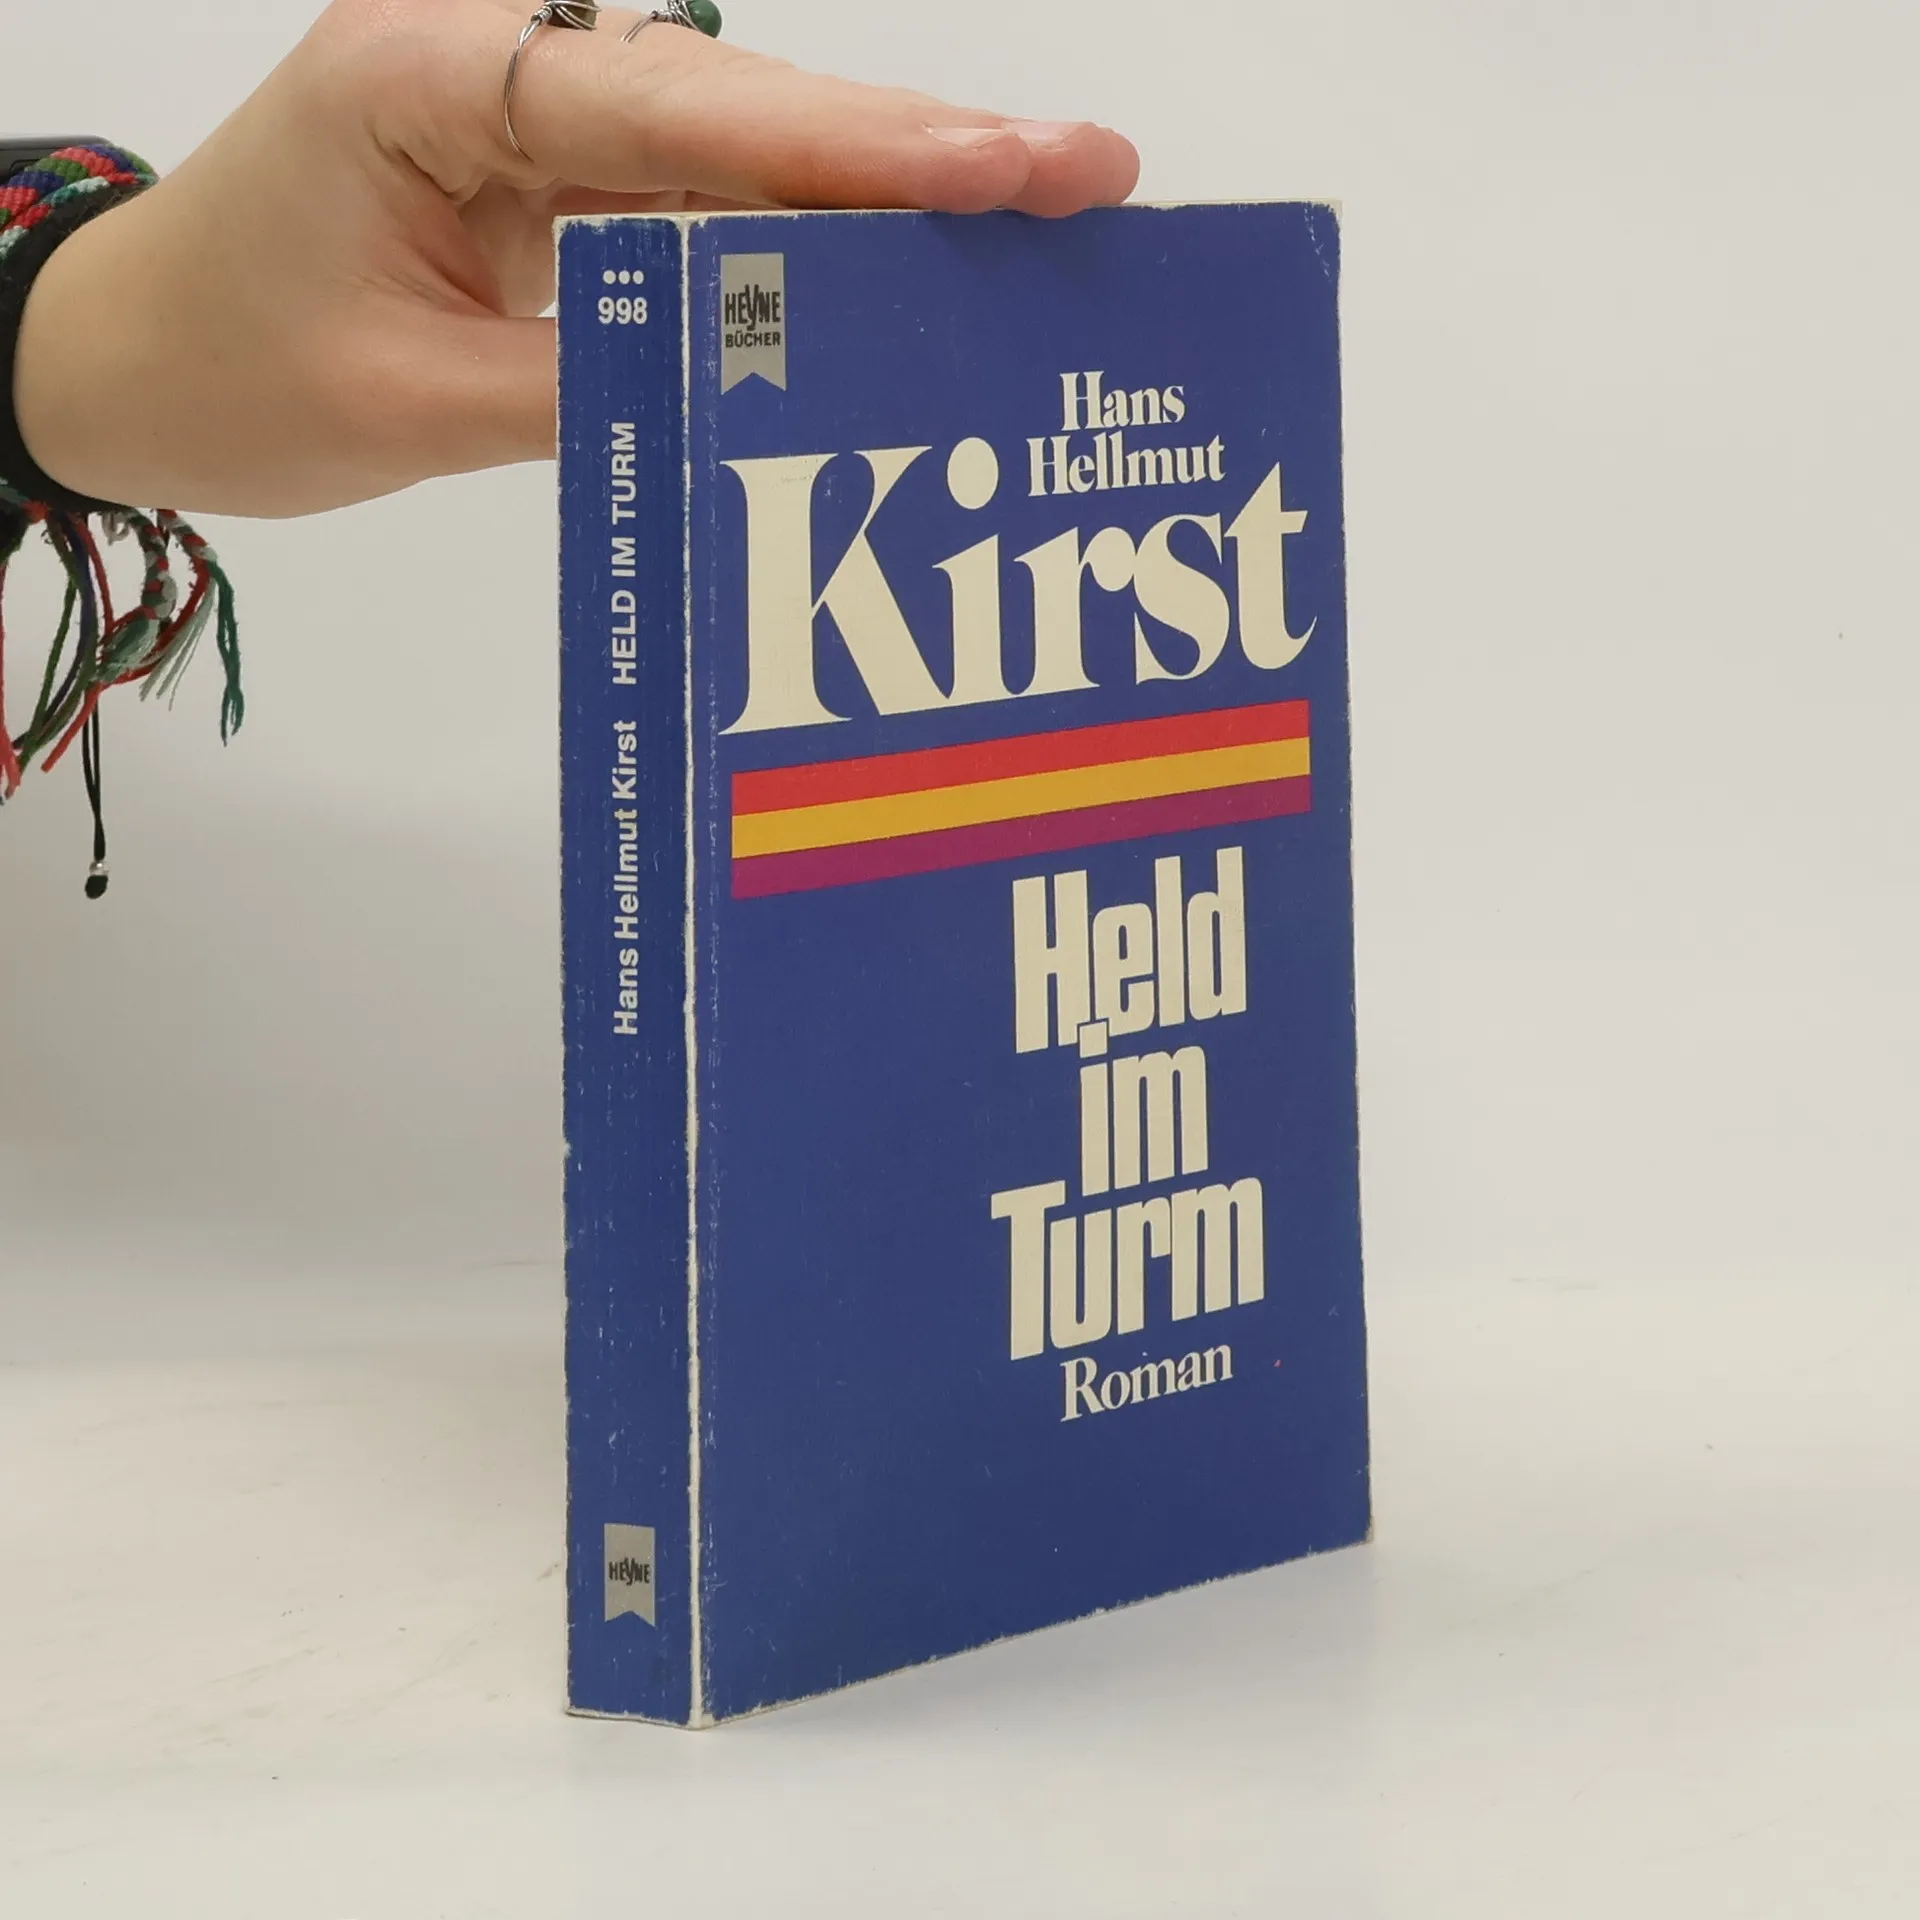 •••
998
Hans Hellmut Kirst HELD IM TURM
HEYNE
HEYNE
BÜCHER
Hans
Hellmut
Kirst
Held
im
Turm
Roman